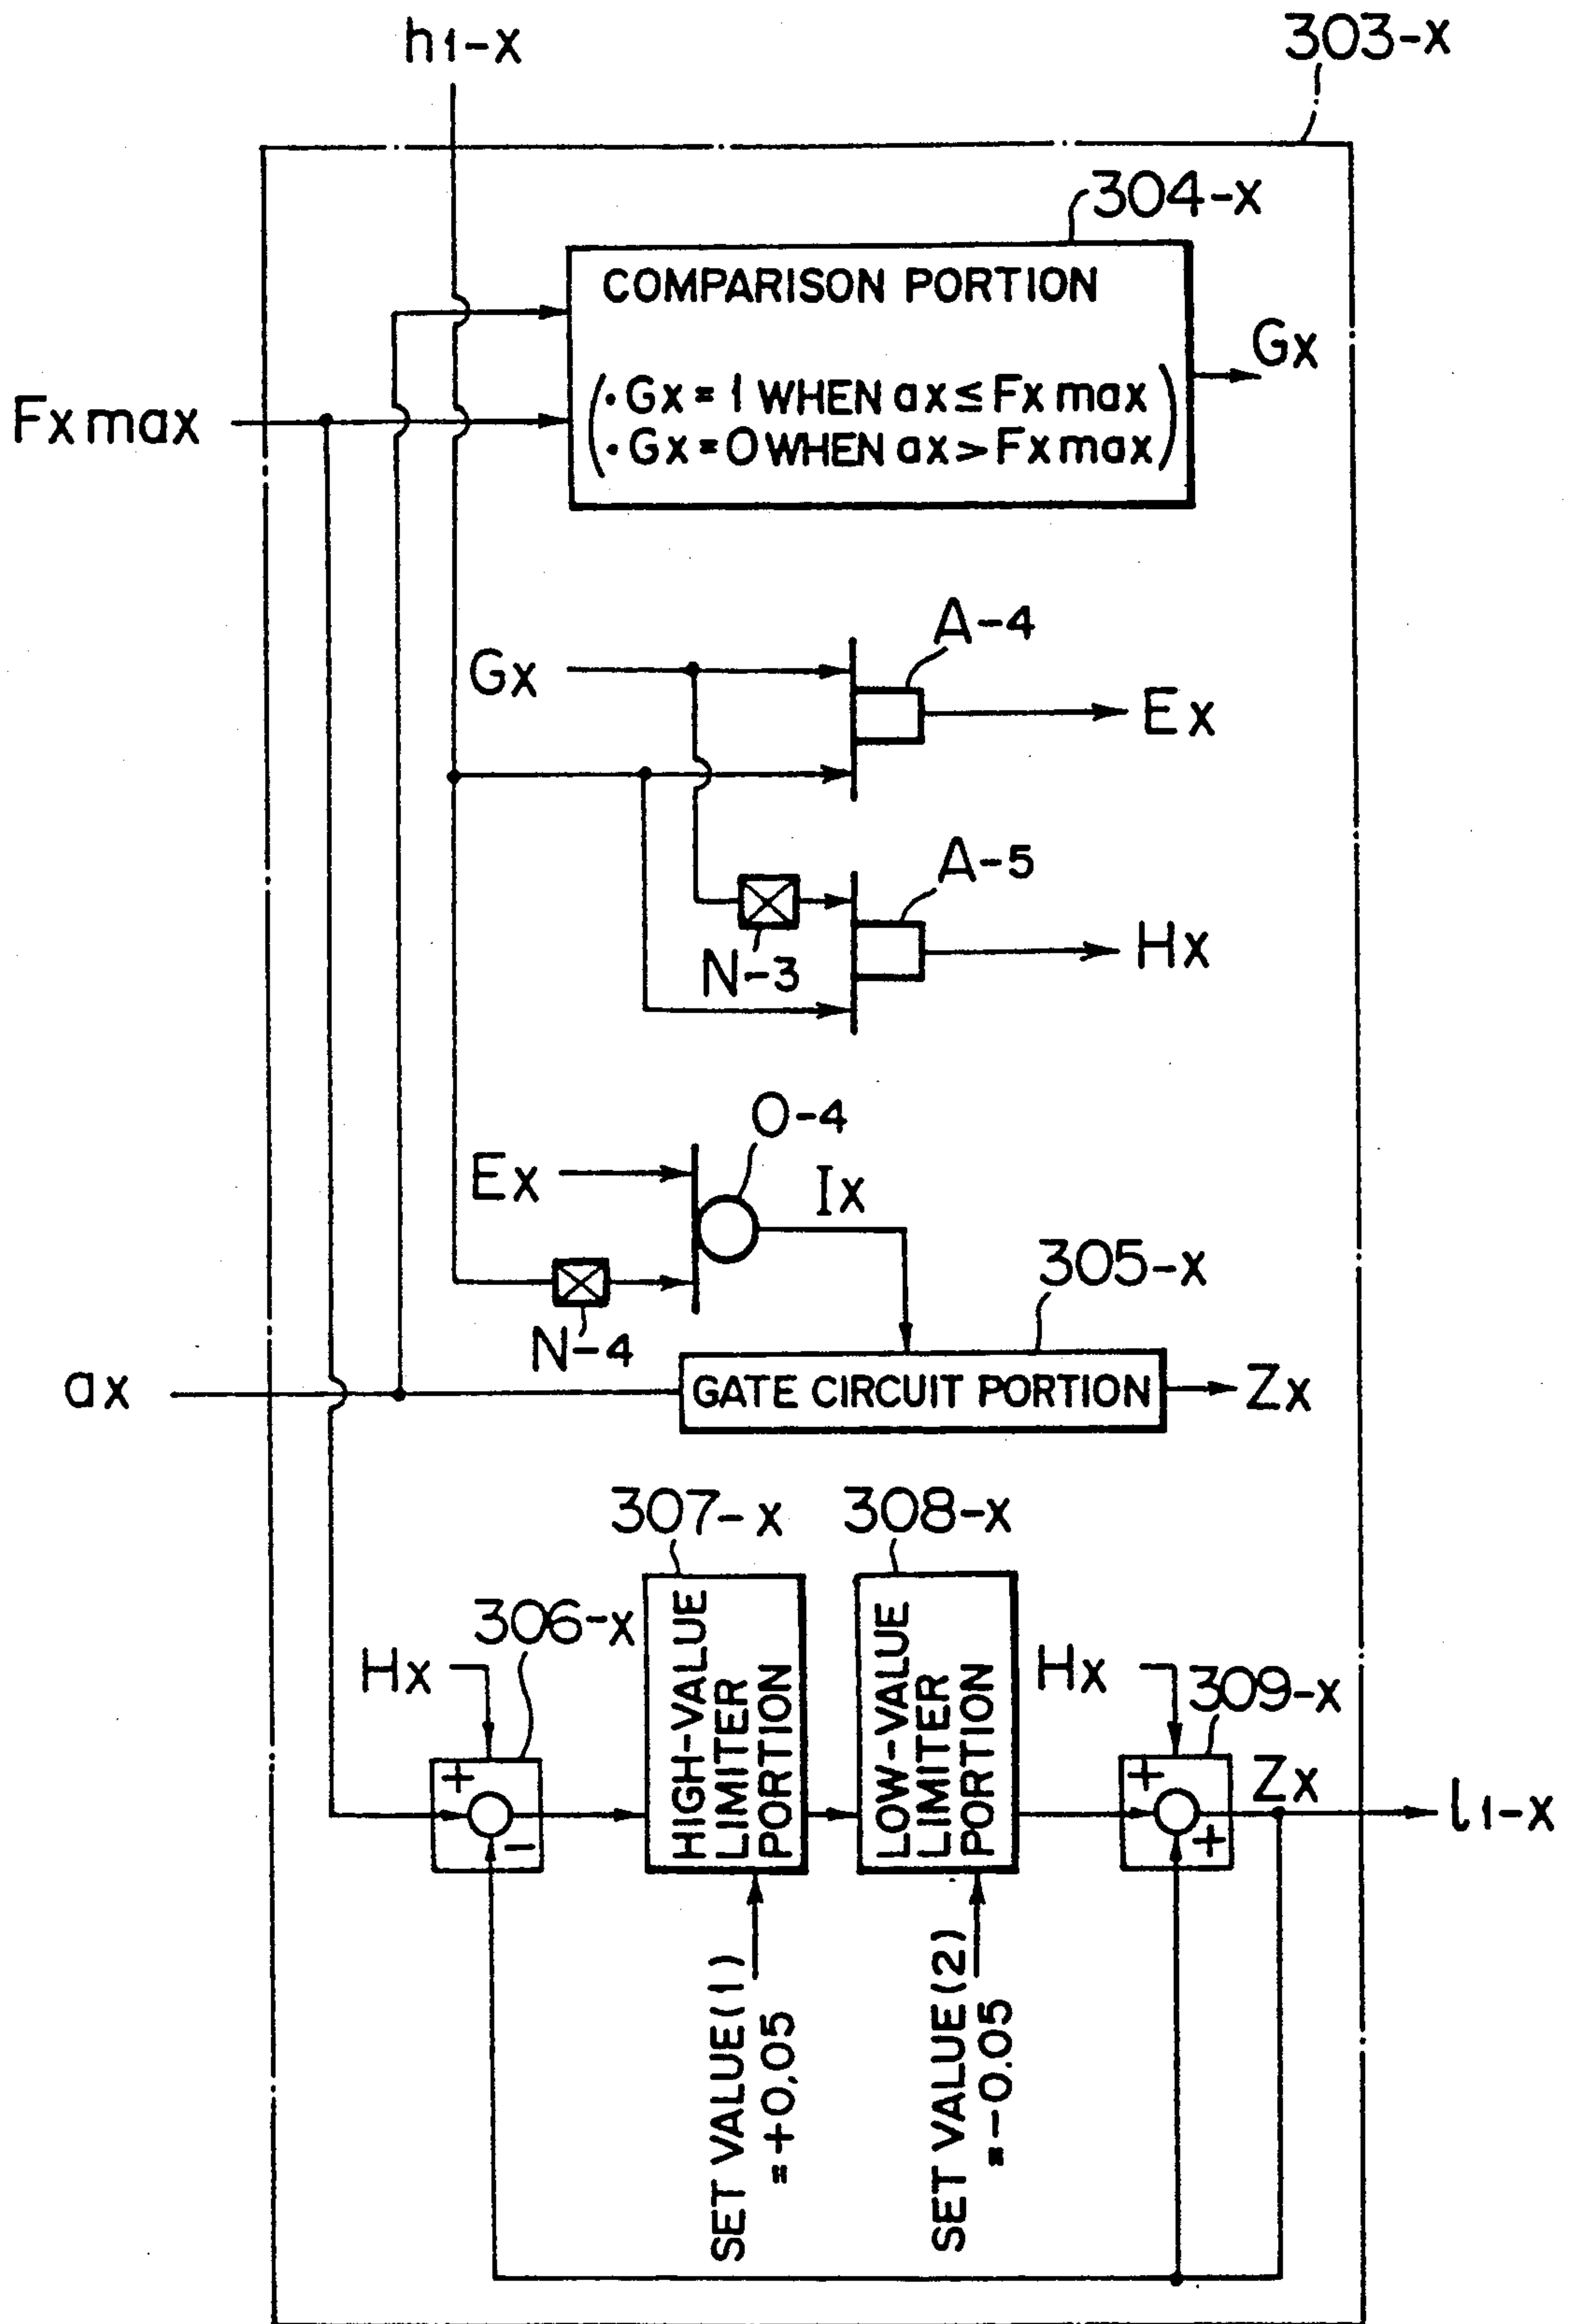 h1-x
303-x
304-x
COMPARISON PORTION
Gx
Fx max
·Gx = 1 WHEN ax ≤ Fx max
·Gx = 0 WHEN ax > Fx max
A-4
Gx
Ex
A-5
N-3
Hx
O-4
Ex
Ix
305-x
N-4
ax
GATE CIRCUIT PORTION
Zx
307-x
308-x
306-x
Hx
HIGH-VALUE
LIMITER
PORTION
LOW-VALUE
LIMITER
PORTION
Hx
309-x
+
-
+
+
Zx
l1-x
SET VALUE(1)
=+0,05
SET VALUE(2)
=-0.05